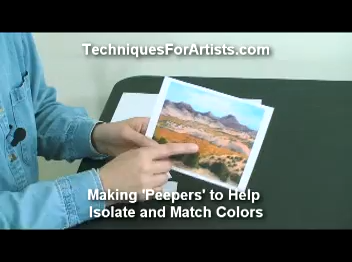 TechniquesForArtists.com
Making 'Peepers' to Help
Isolate and Match Colors